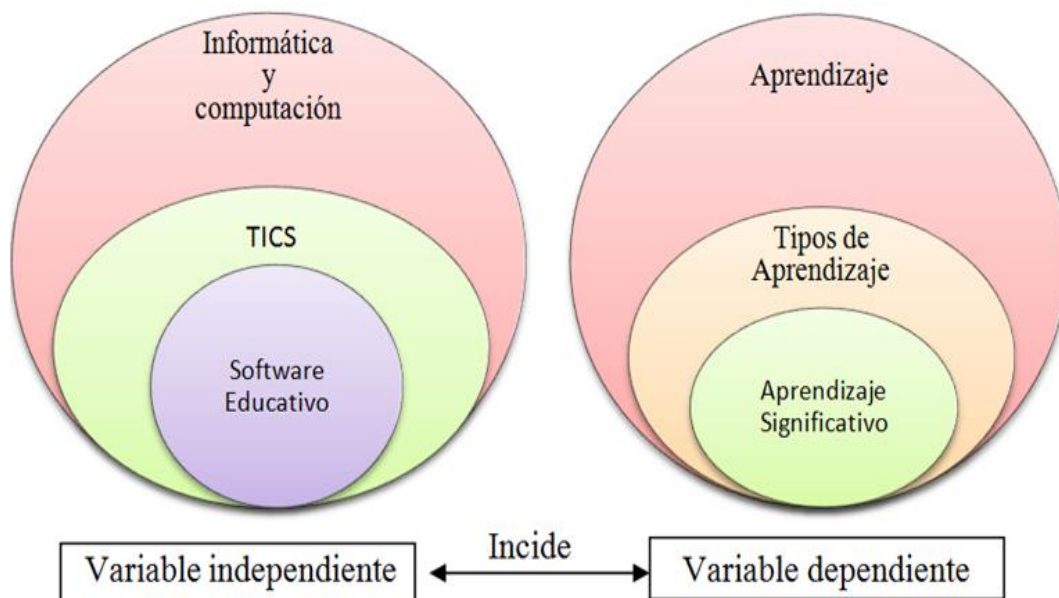 Informática
y
computación
TICS
Software
Educativo
Aprendizaje
Tipos de
Aprendizaje
Aprendizaje
Significativo
Variable independiente
Incide
Variable dependiente